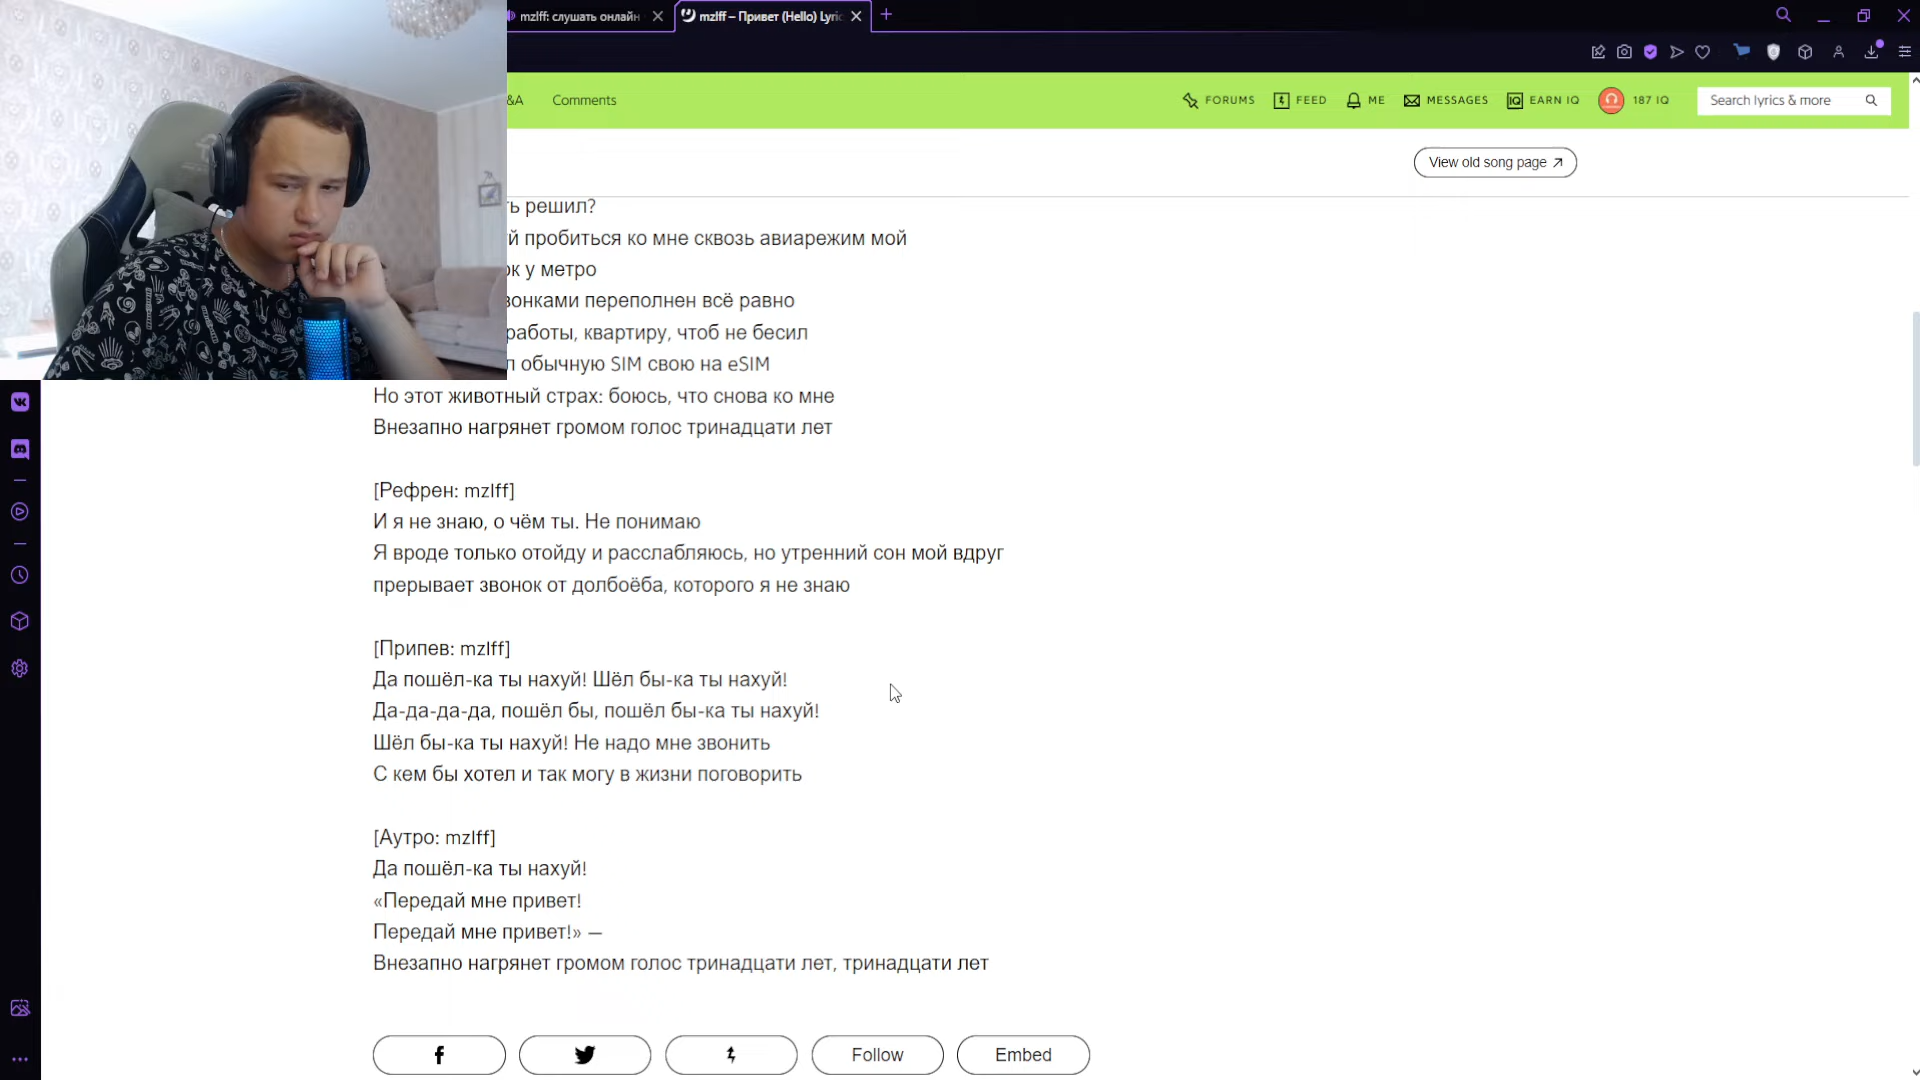 mzlff: слушать онлайн
mzlff – Привет (Hello) Lyric
&A Comments FORUMS FEED ME MESSAGES EARN IQ 187 IQ Search lyrics & more
View old song page
решил?
пробиться ко мне сквозь авиарежим мой
у метро
переполнен всё равно
работы, квартиру, чтоб не бесил
обычную SIM свою на eSIM
Но этот животный страх: боюсь, что снова ко мне
Внезапно нагрянет громом голос тринадцати лет
[Рефрен: mzlff]
И я не знаю, о чём ты. Не понимаю
Я вроде только отойду и расслабляюсь, но утренний сон мой вдруг
прерывает звонок от долбоёба, которого я не знаю
[Припев: mzlff]
Да пошёл-ка ты нахуй! Шёл бы-ка ты нахуй!
Да-да-да-да, пошёл бы, пошёл бы-ка ты нахуй!
Шёл бы-ка ты нахуй! Не надо мне звонить
С кем бы хотел и так могу в жизни поговорить
[Аутро: mzlff]
Да пошёл-ка ты нахуй!
«Передай мне привет!
Передай мне привет!» —
Внезапно нагрянет громом голос тринадцати лет, тринадцати лет
Follow Embed